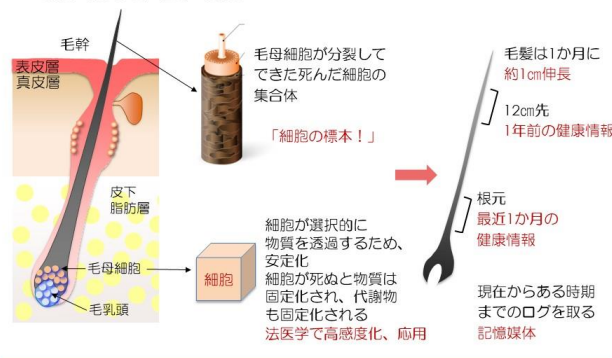 毛幹
表皮層
真皮層
皮下
脂肪層
毛母細胞
毛乳頭
毛母細胞が分裂して
できた死んだ細胞の
集合体
「細胞の標本！」
細胞
細胞が選択的に
物質を透過するため、
安定化
細胞が死ぬと物質は
固定化され、代謝物
も固定化される
法医学で高感度化、応用
毛髪は1か月に
約1cm伸長
12cm先
1年前の健康情報
根元
最近1か月の
健康情報
現在からある時期
までのログを取る
記憶媒体